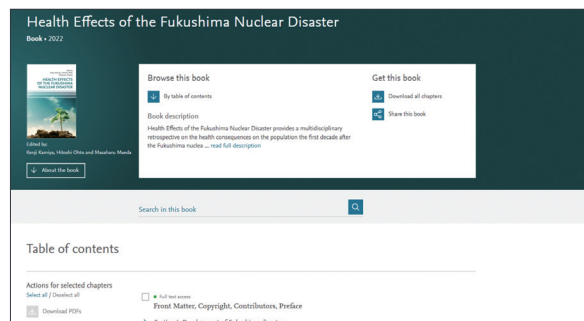 Health Effects of the Fukushima Nuclear Disaster
Book • 2022
HEALTH EFFECTS
OF THE FUKUSHIMA
NUCLEAR DISASTER
Edited by:
Kenji Kamiya, Hitoshi Ohto and Masaharu Maeda
About the book
Browse this book
By table of contents
Book description
Health Effects of the Fukushima Nuclear Disaster provides a multidisciplinary
retrospective on the health consequences on the population the first decade after
the Fukushima nuclea ... read full description
Get this book
Download all chapters
Share this book
Search in this book
Table of contents
Actions for selected chapters
Select all / Deselect all
Download PDFs
Full text access
Front Matter, Copyright, Contributors, Preface